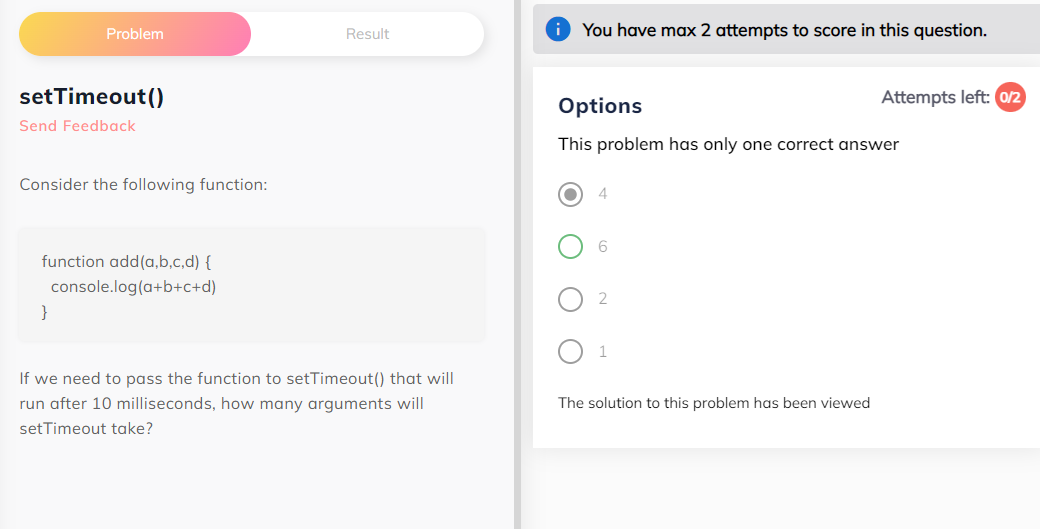 Problem
Result
setTimeout()
Send Feedback
Consider the following function:
function add(a,b,c,d) {
console.log(a+b+c+d)
}
If we need to pass the function to setTimeout() that will
run after 10 milliseconds, how many arguments will
setTimeout take?
You have max 2 attempts to score in this question.
Options
Attempts left: 0/2
This problem has only one correct answer
4
6
2
1
The solution to this problem has been viewed